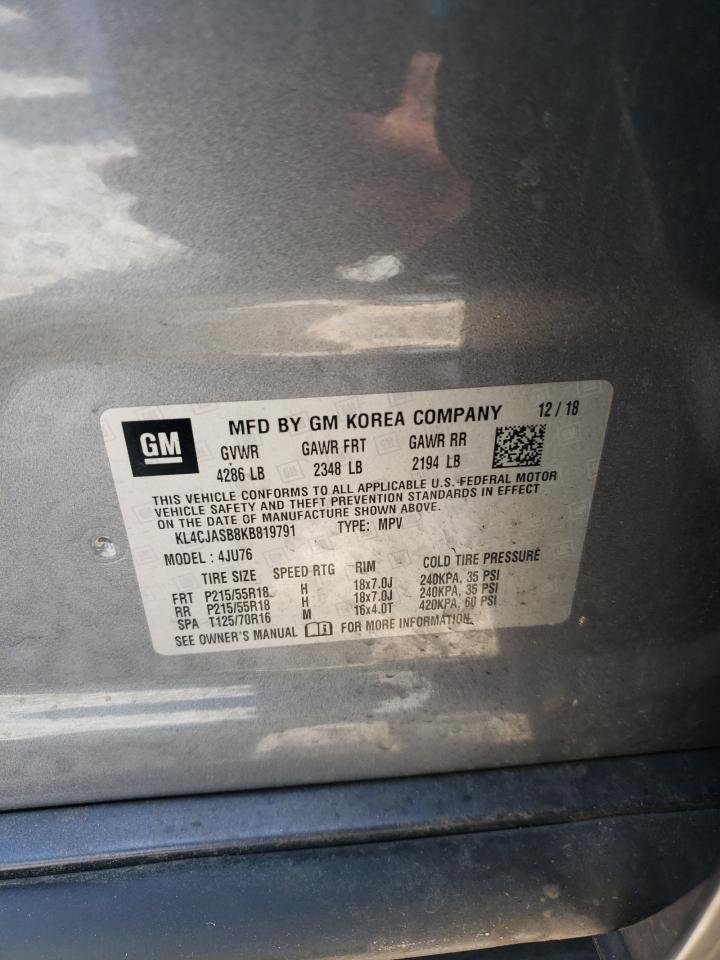 GM
MFD BY GM KOREA COMPANY 12 / 18
GVWR GAWR FRT GAWR RR
4286 LB 2348 LB 2194 LB
THIS VEHICLE CONFORMS TO ALL APPLICABLE U.S. FEDERAL MOTOR
VEHICLE SAFETY AND THEFT PREVENTION STANDARDS IN EFFECT
ON THE DATE OF MANUFACTURE SHOWN ABOVE.
KL4CJASB8KB819791 TYPE: MPV
MODEL : 4JU76
TIRE SIZE SPEED RTG RIM COLD TIRE PRESSURE
FRT P215/55R18 H 18x7.0J 240KPA, 35 PSI
RR P215/55R18 H 18x7.0J 240KPA, 35 PSI
SPA T125/70R16 M 16x4.0T 420KPA, 60 PSI
SEE OWNER'S MANUAL FOR MORE INFORMATION